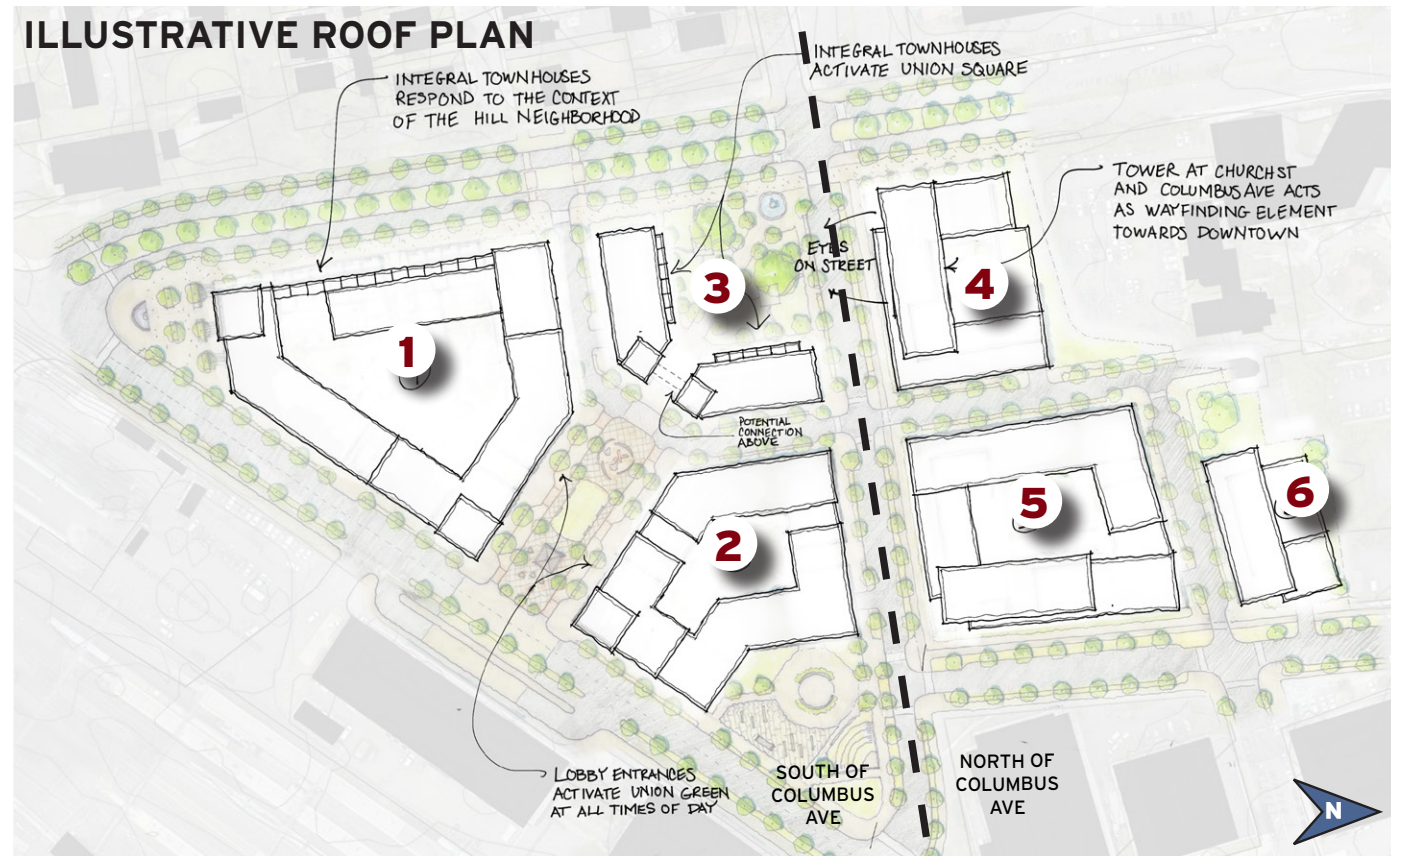 ILLUSTRATIVE ROOF PLAN
INTEGRAL TOWNHOUSES
RESPOND TO THE CONTEXT
OF THE HILL NEIGHBORHOOD
INTEGRAL TOWNHOUSES
ACTIVATE UNION SQUARE
TOWER AT CHURCH ST
AND COLUMBUS AVE ACTS
AS WAYFINDING ELEMENT
TOWARDS DOWNTOWN
EYES
ON STREET
3
4
1
POTENTIAL
CONNECTION
ABOVE
2
5
6
LOBBY ENTRANCES
ACTIVATE UNION GREEN
AT ALL TIMES OF DAY
SOUTH OF
COLUMBUS
AVE
NORTH OF
COLUMBUS
AVE
N